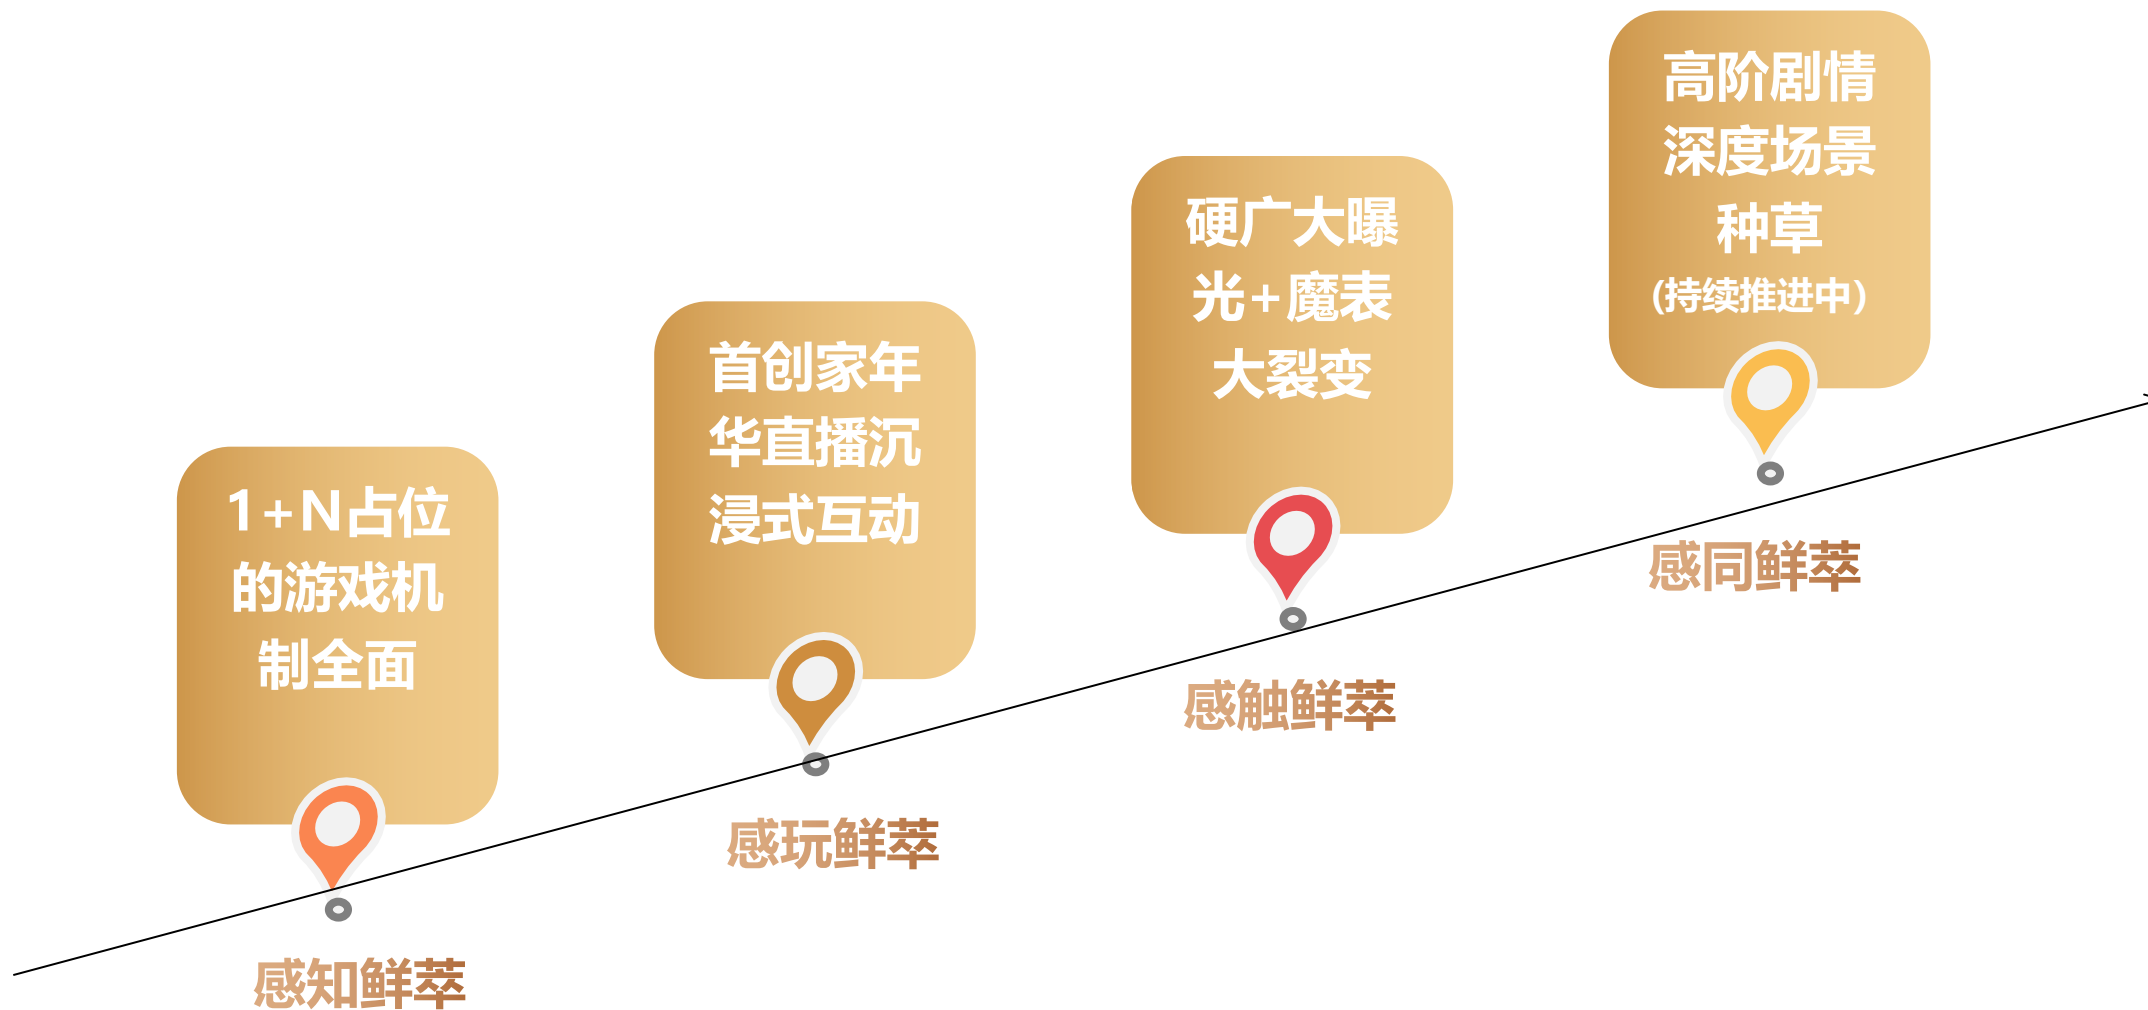 1+N占位
的游戏机
制全面
感知鲜萃
首创家年
华直播沉
浸式互动
感玩鲜萃
硬广大曝
光+魔表
大裂变
感触鲜萃
高阶剧情
深度场景
种草
(持续推进中)
感同鲜萃